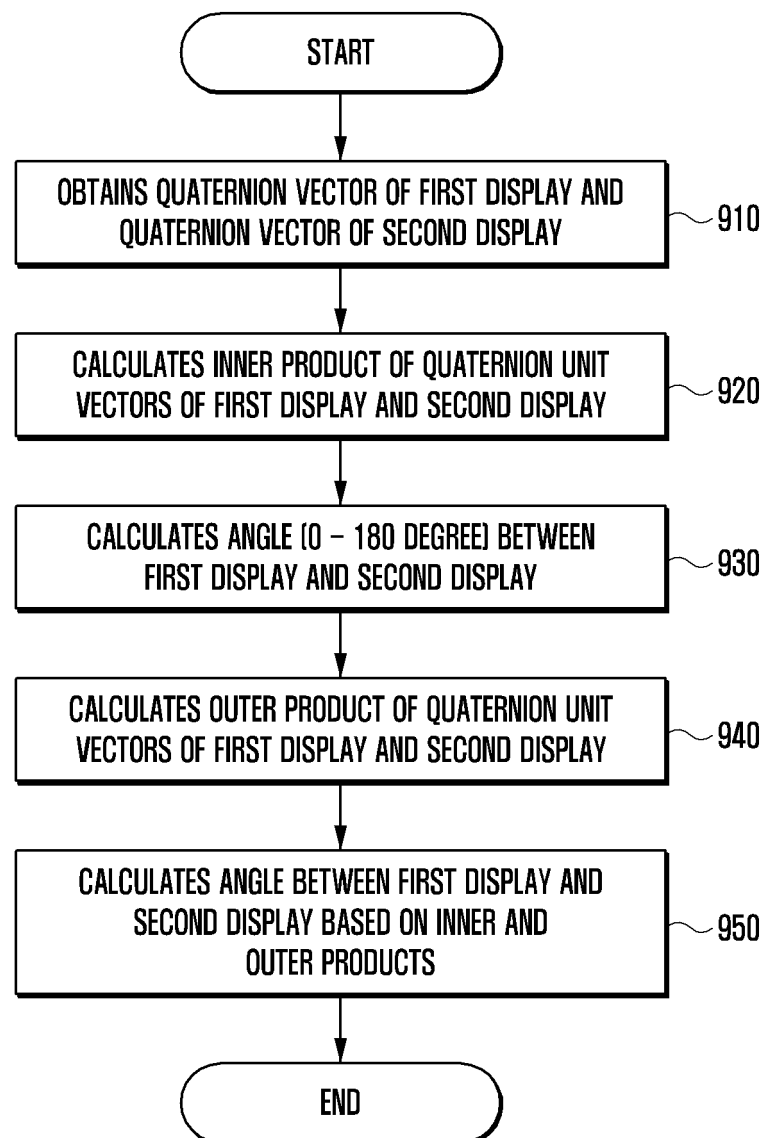 START
OBTAINS QUATERNION VECTOR OF FIRST DISPLAY AND
QUATERNION VECTOR OF SECOND DISPLAY
910
CALCULATES INNER PRODUCT OF QUATERNION UNIT
VECTORS OF FIRST DISPLAY AND SECOND DISPLAY
920
CALCULATES ANGLE (0 – 180 DEGREE) BETWEEN
FIRST DISPLAY AND SECOND DISPLAY
930
CALCULATES OUTER PRODUCT OF QUATERNION UNIT
VECTORS OF FIRST DISPLAY AND SECOND DISPLAY
940
CALCULATES ANGLE BETWEEN FIRST DISPLAY AND
SECOND DISPLAY BASED ON INNER AND
OUTER PRODUCTS
950
END